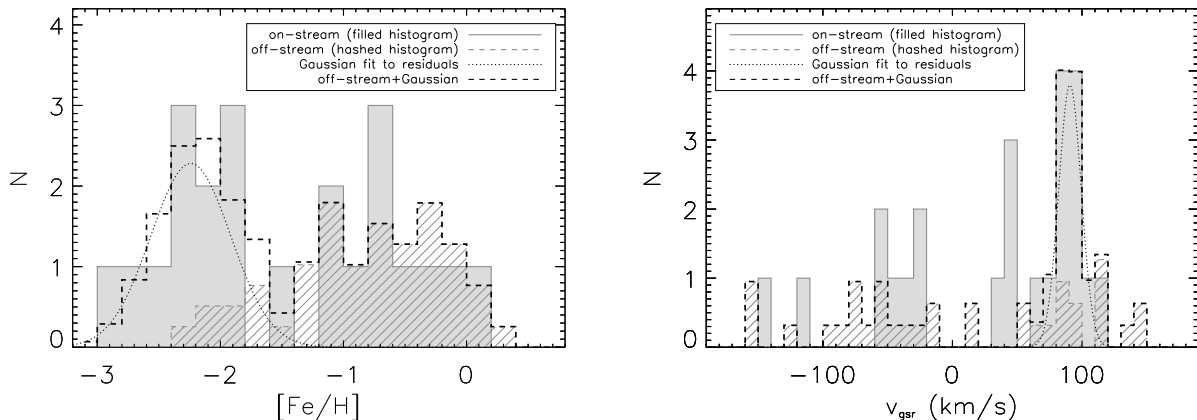 on-stream (filled histogram)
off-stream (hashed histogram)
Gaussian fit to residuals
off-stream+Gaussian
4
3
2
1
0
N
-3
-2
-1
0
[Fe/H]
on-stream (filled histogram)
off-stream (hashed histogram)
Gaussian fit to residuals
off-stream+Gaussian
4
3
2
1
0
N
-100
0
100
v_gsr (km/s)